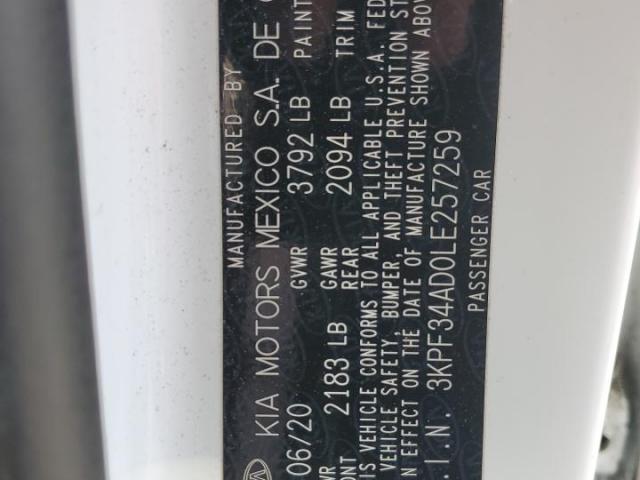 MANUFACTURED BY
KIA MOTORS MEXICO S.A. DE
06/20 GVWR 3792 LB PAINT
2183 LB GAWR REAR 2094 LB TRIM
IS VEHICLE CONFORMS TO ALL APPLICABLE U.S.A. FED
VEHICLE SAFETY, BUMPER, AND THEFT PREVENTION ST
N EFFECT ON THE DATE OF MANUFACTURE SHOWN ABOV
.I.N. 3KPF34AD0LE257259
PASSENGER CAR